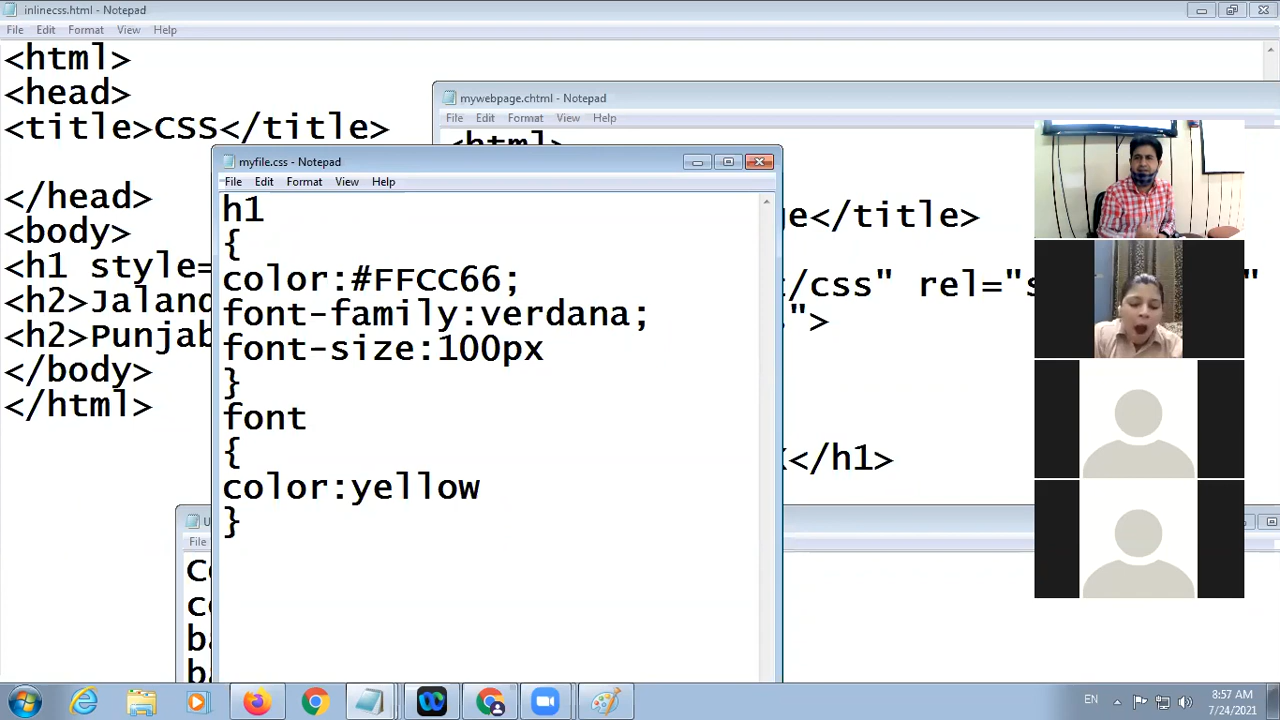 inlinecss.html - Notepad
File Edit Format View Help
<html>
<head>
<title>CSS</title>
</head>
<body>
<h1 style=
<h2>Jaland
<h2>Punjab
</body>
</html>
mywebpage.chtml - Notepad
File Edit Format View Help
<html>
ge</title>
t/css" rel="s "
s">
</h1>
myfile.css - Notepad
File Edit Format View Help
h1
{
color:#FFCC66;
font-family:verdana;
font-size:100px
}
font
{
color:yellow
}
File
EN
8:57 AM
7/24/2021